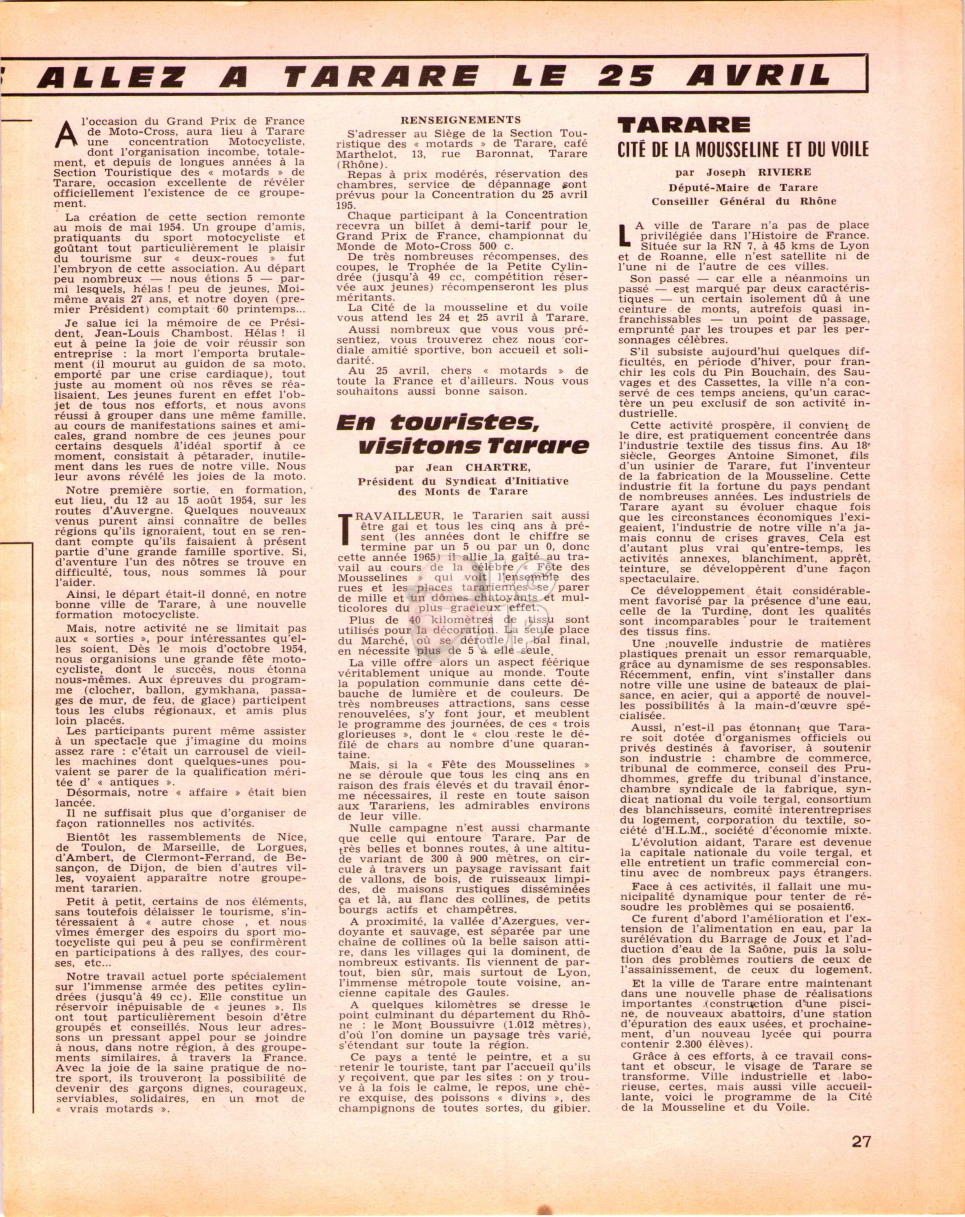 ALLEZ A TARARE LE 25 AVRIL
A l'occasion du Grand Prix de France
de Moto-Cross, aura lieu à Tarare
une concentration Motocycliste,
dont l'organisation incombe, totale-
ment, et depuis de longues années à la
Section Touristique des « motards » de
Tarare, occasion excellente de révéler
officiellement l'existence de ce groupe-
ment.
La création de cette section remonte
au mois de mai 1954. Un groupe d'amis,
pratiquants du sport motocycliste et
goûtant tout particulièrement le plaisir
du tourisme sur « deux-roues » fut
l'embryon de cette association. Au départ
peu nombreux — nous étions 5 — par-
mi lesquels, hélas ! peu de jeunes, Moi-
même avais 27 ans, et notre doyen (pre-
mier Président) comptait 60 printemps...
Je salue ici la mémoire de ce Prési-
dent, Jean-Louis Chambost. Hélas ! il
eut à peine la joie de voir réussir son
entreprise : la mort l'emporta brutale-
ment (il mourut au guidon de sa moto,
emporté par une crise cardiaque), tout
juste au moment où nos rêves se réa-
lisaient. Les jeunes furent en effet l'ob-
jet de tous nos efforts, et nous avons
réussi à grouper dans une même famille,
au cours de manifestations saines et ami-
cales, grand nombre de ces jeunes pour
certains desquels l'idéal sportif à ce
moment, consistait à pétarader, inutile-
ment dans les rues de notre ville. Nous
leur avons révélé les joies de la moto.
Notre première sortie, en formation,
eut lieu, du 12 au 15 août 1954, sur les
routes d'Auvergne. Quelques nouveaux
venus purent ainsi connaître de belles
régions qu'ils ignoraient, tout en se ren-
dant compte qu'ils faisaient à présent
partie d'une grande famille sportive. Si,
d'aventure l'un des nôtres se trouve en
difficulté, tous, nous sommes là pour
l'aider.
Ainsi, le départ était-il donné, en notre
bonne ville de Tarare, à une nouvelle
formation motocycliste.
Mais, notre activité ne se limitait pas
aux « sorties », pour intéressantes qu'el-
les soient. Dès le mois d'octobre 1954,
nous organisions une grande fête moto-
cycliste, dont le succès, nous étonna
nous-mêmes. Aux épreuves du program-
me (clocher, ballon, gymkhana, passa-
ges de mur, de feu, de glace) participent
tous les clubs régionaux, et amis plus
loin placés.
Les participants purent même assister
à un spectacle que j'imagine du moins
assez rare : c'était un carrousel de vieil-
les machines dont quelques-unes pou-
vaient se parer de la qualification méri-
tée d' « antiques ».
Désormais, notre « affaire » était bien
lancée.
Il ne suffisait plus que d'organiser de
façon rationnelles nos activités.
Bientôt les rassemblements de Nice,
de Toulon, de Marseille, de Lorgues,
d'Ambert, de Clermont-Ferrand, de Be-
sançon, de Dijon, de bien d'autres vil-
les, voyaient apparaître notre groupe-
ment tararien.
Petit à petit, certains de nos éléments,
sans toutefois délaisser le tourisme, s'in-
téressaient à « autre chose , et nous
vîmes émerger des espoirs du sport mo-
tocycliste qui peu à peu se confirmèrent
en participations à des rallyes, des cour-
ses, etc...
Notre travail actuel porte spécialement
sur l'immense armée des petites cylin-
drées (jusqu'à 49 cc). Elle constitue un
réservoir inépuisable de « jeunes ». Ils
ont tout particulièrement besoin d'être
groupés et conseillés. Nous leur adres-
sons un pressant appel pour se joindre
à nous, dans notre région, à des groupe-
ments similaires, à travers la France.
Avec la joie de la saine pratique de no-
tre sport, ils trouveront la possibilité de
devenir des garçons dignes, courageux,
serviables, solidaires, en un mot de
« vrais motards ».
RENSEIGNEMENTS
S'adresser au Siège de la Section Tou-
ristique des « motards » de Tarare, café
Marthelot, 13, rue Baronnat, Tarare
(Rhône).
Repas à prix modérés, réservation des
chambres, service de dépannage sont
prévus pour la Concentration du 25 avril
195.
Chaque participant à la Concentration
recevra un billet à demi-tarif pour le
Grand Prix de France, championnat du
Monde de Moto-Cross 500 c.
De très nombreuses récompenses, des
coupes, le Trophée de la Petite Cylin-
drée (jusqu'à 49 cc, compétition réser-
vée aux jeunes) récompenseront les plus
méritants.
La Cité de la mousseline et du voile
vous attend les 24 et 25 avril à Tarare.
Aussi nombreux que vous vous pré-
sentiez, vous trouverez chez nous cor-
diale amitié sportive, bon accueil et soli-
darité.
Au 25 avril, chers « motards » de
toute la France et d'ailleurs. Nous vous
souhaitons aussi bonne saison.
En touristes,
visitons Tarare
par Jean CHARTRE,
Président du Syndicat d'Initiative
des Monts de Tarare
TRAVAILLEUR, le Tararien sait aussi
être gai et tous les cinq ans à pré-
sent (les années dont le chiffre se
termine par un 5 ou par un 0, donc
cette année 1965) il allie la gaîté au tra-
vail au cours de la célèbre « Fête des
Mousselines » qui voit l'ensemble des
rues et les places tarariennes se parer
de mille et un dômes chatoyants et mul-
ticolores du plus gracieux effet.
Plus de 40 kilomètres de tissu sont
utilisés pour la décoration. La seule place
du Marché, où se déroule le bal final,
en nécessite plus de 5 à elle seule.
La ville offre alors un aspect féérique
véritablement unique au monde. Toute
la population communie dans cette dé-
bauche de lumière et de couleurs. De
très nombreuses attractions, sans cesse
renouvelées, s'y font jour, et meublent
le programme des journées, de ces « trois
glorieuses », dont le « clou reste le dé-
filé de chars au nombre d'une quaran-
taine.
Mais, si la « Fête des Mousselines »
ne se déroule que tous les cinq ans en
raison des frais élevés et du travail énor-
me nécessaires, il reste en toute saison
aux Tarariens, les admirables environs
de leur ville.
Nulle campagne n'est aussi charmante
que celle qui entoure Tarare. Par de
très belles et bonnes routes, à une altitu-
de variant de 300 à 900 mètres, on cir-
cule à travers un paysage ravissant fait
de vallons, de bois, de ruisseaux limpi-
des, de maisons rustiques disséminées
ça et là, au flanc des collines, de petits
bourgs actifs et champêtres.
A proximité, la vallée d'Azergues, ver-
doyante et sauvage, est séparée par une
chaîne de collines où la belle saison atti-
re, dans les villages qui la dominent, de
nombreux estivants. Ils viennent de par-
tout, bien sûr, mais surtout de Lyon,
l'immense métropole toute voisine, an-
cienne capitale des Gaules.
A quelques kilomètres se dresse le
point culminant du département du Rhô-
ne : le Mont Boussuivre (1.012 mètres),
d'où l'on domine un paysage très varié,
s'étendant sur toute la région.
Ce pays a tenté le peintre, et a su
retenir le touriste, tant par l'accueil qu'ils
y reçoivent, que par les sites : on y trou-
ve à la fois le calme, le repos, une chè-
re exquise, des poissons « divins », des
champignons de toutes sortes, du gibier.
TARARE
CITÉ DE LA MOUSSELINE ET DU VOILE
par Joseph RIVIERE
Député-Maire de Tarare
Conseiller Général du Rhône
LA ville de Tarare n'a pas de place
privilégiée dans l'Histoire de France.
Située sur la RN 7, à 45 kms de Lyon
et de Roanne, elle n'est satellite ni de
l'une ni de l'autre de ces villes.
Son passé — car elle a néanmoins un
passé — est marqué par deux caractéris-
tiques — un certain isolement dû à une
ceinture de monts, autrefois quasi in-
franchissables — un point de passage,
emprunté par les troupes et par les per-
sonnages célèbres.
S'il subsiste aujourd'hui quelques dif-
ficultés, en période d'hiver, pour fran-
chir les cols du Pin Bouchain, des Sau-
vages et des Cassettes, la ville n'a con-
servé de ces temps anciens, qu'un carac-
tère un peu exclusif de son activité in-
dustrielle.
Cette activité prospère, il convient de
le dire, est pratiquement concentrée dans
l'industrie textile des tissus fins. Au 18e
siècle, Georges Antoine Simonet, fils
d'un usinier de Tarare, fut l'inventeur
de la fabrication de la Mousseline. Cette
industrie fit la fortune du pays pendant
de nombreuses années. Les industriels de
Tarare ayant su évoluer chaque fois
que les circonstances économiques l'exi-
geaient, l'industrie de notre ville n'a ja-
mais connu de crises graves. Cela est
d'autant plus vrai qu'entre-temps, les
activités annexes, blanchiment, apprêt,
teinture, se développèrent d'une façon
spectaculaire.
Ce développement était considérable-
ment favorisé par la présence d'une eau,
celle de la Turdine, dont les qualités
sont incomparables pour le traitement
des tissus fins.
Une nouvelle industrie de matières
plastiques prenait un essor remarquable,
grâce au dynamisme de ses responsables.
Récemment, enfin, vint s'installer dans
notre ville une usine de bateaux de plai-
sance, en acier, qui a apporté de nouvel-
les possibilités à la main-d'œuvre spé-
cialisée.
Aussi, n'est-il pas étonnant que Tara-
re soit dotée d'organismes officiels ou
privés destinés à favoriser, à soutenir
son industrie : chambre de commerce,
tribunal de commerce, conseil des Pru-
dhommes, greffe du tribunal d'instance,
chambre syndicale de la fabrique, syn-
dicat national du voile tergal, consortium
des blanchisseurs, comité interentreprises
du logement, corporation du textile, so-
ciété d'H.L.M., société d'économie mixte.
L'évolution aidant, Tarare est devenue
la capitale nationale du voile tergal, et
elle entretient un trafic commercial con-
tinu avec de nombreux pays étrangers.
Face à ces activités, il fallait une mu-
nicipalité dynamique pour tenter de ré-
soudre les problèmes qui se posaient6.
Ce furent d'abord l'amélioration et l'ex-
tension de l'alimentation en eau, par la
surélévation du Barrage de Joux et l'ad-
duction d'eau de la Saône, puis la solu-
tion des problèmes routiers de ceux de
l'assainissement, de ceux du logement.
Et la ville de Tarare entre maintenant
dans une nouvelle phase de réalisations
importantes (construction d'une pisci-
ne, de nouveaux abattoirs, d'une station
d'épuration des eaux usées, et prochaine-
ment, d'un nouveau lycée qui pourra
contenir 2.300 élèves).
Grâce à ces efforts, à ce travail cons-
tant et obscur, le visage de Tarare se
transforme. Ville industrielle et labo-
rieuse, certes, mais aussi ville accueil-
lante, voici le programme de la Cité
de la Mousseline et du Voile.
27